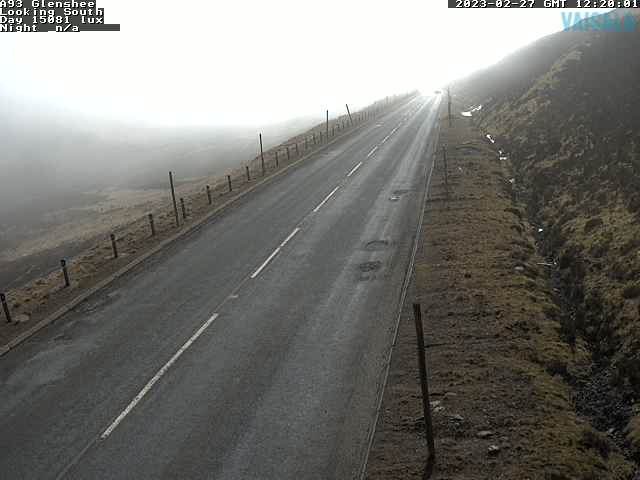 A93 Glenshee
2023-02-27 GMT 12:20:01
Looking South
Day 15081 lux
Night n/a
VAISALA